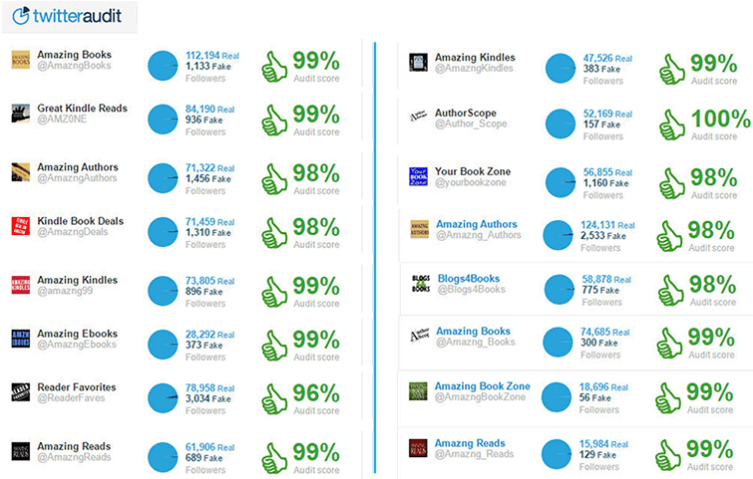 twitteraudit
Amazing Books
@AmazngBooks
112,194 Real
1,133 Fake
Followers
99%
Audit score
Great Kindle Reads
@AMZ0NE
84,190 Real
936 Fake
Followers
99%
Audit score
Amazing Authors
@AmazngAuthors
71,322 Real
1,456 Fake
Followers
98%
Audit score
Kindle Book Deals
@AmazngDeals
71,459 Real
1,310 Fake
Followers
98%
Audit score
Amazing Kindles
@amazng99
73,805 Real
896 Fake
Followers
99%
Audit score
Amazing Ebooks
@AmazngEbooks
28,292 Real
373 Fake
Followers
99%
Audit score
Reader Favorites
@ReaderFaves
78,958 Real
3,034 Fake
Followers
96%
Audit score
Amazing Reads
@AmazngReads
61,906 Real
689 Fake
Followers
99%
Audit score
Amazing Kindles
@AmazngKindles
47,526 Real
383 Fake
Followers
99%
Audit score
AuthorScope
@Author_Scope
52,169 Real
157 Fake
Followers
100%
Audit score
Your Book Zone
@yourbookzone
56,855 Real
1,160 Fake
Followers
98%
Audit score
Amazing Authors
@Amazng_Authors
124,131 Real
2,533 Fake
Followers
98%
Audit score
BLOGS
BOOKS
Blogs4Books
@Blogs4Books
58,878 Real
775 Fake
Followers
98%
Audit score
Amazing Books
@Amazng_Books
74,685 Real
300 Fake
Followers
99%
Audit score
Amazing Book Zone
@AmazngBookZone
18,696 Real
56 Fake
Followers
99%
Audit score
Amazng Reads
@Amazng_Reads
15,984 Real
129 Fake
Followers
99%
Audit score